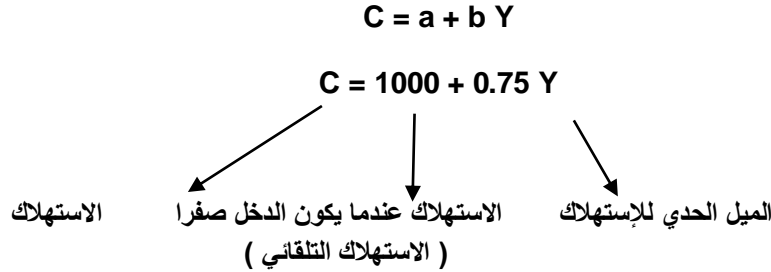 C = a + b Y
C = 1000 + 0.75 Y
الميل الحدي للإستهلاك الاستهلاك عندما يكون الدخل صفرا الاستهلاك
( الاستهلاك التلقائي )